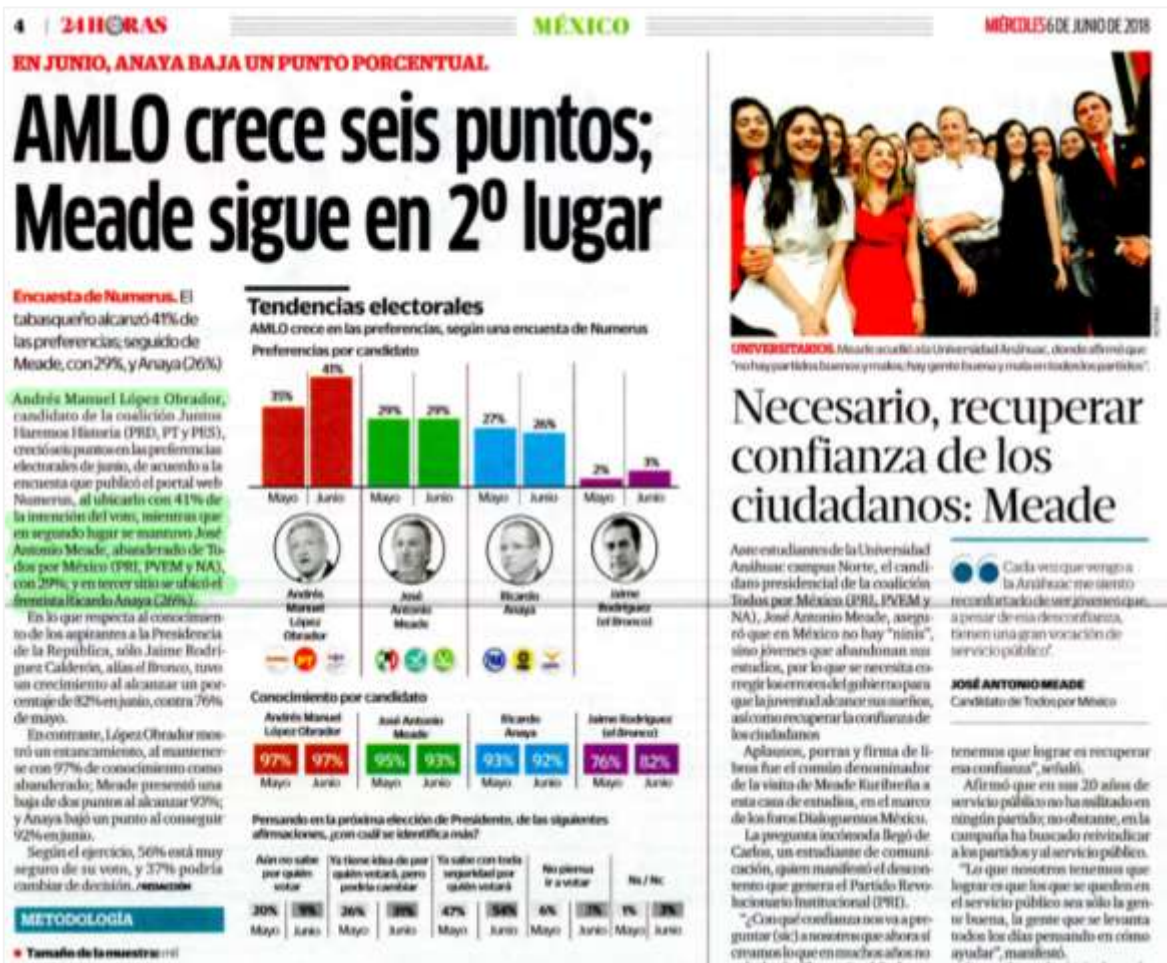 4 | 24 HORAS
MÉXICO
MIÉRCOLES 6 DE JUNIO DE 2018
EN JUNIO, ANAYA BAJA UN PUNTO PORCENTUAL
AMLO crece seis puntos;
Meade sigue en 2º lugar
Encuesta de Numerus. El
tabasqueño alcanzó 41% de
las preferencias; seguido de
Meade, con 29%, y Anaya (26%)
Andrés Manuel López Obrador,
candidato de la coalición Juntos
Haremos Historia (PRD, PT y PES),
creció seis puntos en las preferencias
electorales de junio, de acuerdo a la
encuesta que publicó el portal web
Numerus, al ubicarlo con 41% de
la intención del voto, mientras que
en segundo lugar se mantuvo José
Antonio Meade, abanderado de To-
dos por México (PRI, PVEM y NA),
con 29%, y en tercer sitio se ubicó el
frentista Ricardo Anaya (26%).
En lo que respecta al conocimien-
to de los aspirantes a la Presidencia
de la República, sólo Jaime Rodrí-
guez Calderón, alias el Bronco, tuvo
un crecimiento al alcanzar un por-
centaje de 82% en junio, contra 76%
de mayo.
En contraste, López Obrador mos-
tró un estancamiento, al mantener-
se con 97% de conocimiento como
abanderado; Meade presentó una
baja de dos puntos al alcanzar 93%;
y Anaya bajó un punto al conseguir
92% en junio.
Según el ejercicio, 56% está muy
seguro de su voto, y 37% podría
cambiar de decisión. /REDACCIÓN
METODOLOGÍA
Tamaño de la muestra: mil
Tendencias electorales
AMLO crece en las preferencias, según una encuesta de Numerus
Preferencias por candidato
35% 41% 29% 29% 27% 26% 2% 3%
Mayo Junio Mayo Junio Mayo Junio Mayo Junio
Andrés
Manuel
López
Obrador
José
Antonio
Meade
Ricardo
Anaya
Jaime
Rodríguez
(el Bronco)
PT
PAN
Conocimiento por candidato
Andrés Manuel
López Obrador
José Antonio
Meade
Ricardo
Anaya
Jaime Rodríguez
(el Bronco)
97% 97% 95% 93% 93% 92% 76% 82%
Mayo Junio Mayo Junio Mayo Junio Mayo Junio
Pensando en la próxima elección de Presidente, de las siguientes
afirmaciones, ¿con cuál se identifica más?
Aún no sabe
por quién
votar
Ya tiene idea de por
quién votará, pero
podría cambiar
Ya sabe con toda
seguridad por
quién votará
No piensa
ir a votar
Ns / Nc
20% 26% 47% 54% 6% 1% 3%
Mayo Junio Mayo Junio Mayo Junio Mayo Junio Mayo Junio
UNIVERSITARIOS. Meade acudió a la Universidad Anáhuac, donde afirmó que
"no hay partidos buenos y malos; hay gente buena y mala en todos los partidos".
Necesario, recuperar
confianza de los
ciudadanos: Meade
Ante estudiantes de la Universidad
Anáhuac campus Norte, el candi-
dato presidencial de la coalición
Todos por México (PRI, PVEM y
NA), José Antonio Meade, asegu-
ró que en México no hay "ninis",
sino jóvenes que abandonan sus
estudios, por lo que se necesita co-
rregir los errores del gobierno para
que la juventud alcance sus sueños,
así como recuperar la confianza de
los ciudadanos
Aplausos, porras y firma de li-
bros fue el común denominador
de la visita de Meade Kuribreña a
esta casa de estudios, en el marco
de los foros Dialoguemos México.
La pregunta incómoda llegó de
Carlos, un estudiante de comuni-
cación, quien manifestó el descon-
tento que genera el Partido Revo-
lucionario Institucional (PRI).
"¿Con qué confianza nos va a pre-
guntar (sic) a nosotros que ahora sí
creamos lo que en muchos años no
Cada vez que vengo a
la Anáhuac me siento
reconfortado de ver jóvenes que,
a pesar de esa desconfianza,
tienen una gran vocación de
servicio público".
JOSÉ ANTONIO MEADE
Candidato de Todos por México
tenemos que lograr es recuperar
esa confianza", señaló.
Afirmó que en sus 20 años de
servicio público no ha militado en
ningún partido; no obstante, en la
campaña ha buscado reivindicar
a los partidos y al servicio público.
"Lo que nosotros tenemos que
lograr es que los que se queden en
el servicio público sea sólo la gen-
te buena, la gente que se levanta
todos los días pensando en cómo
ayudar", manifestó.